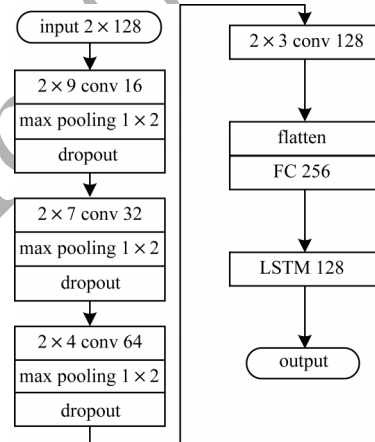 input 2 × 128
2 × 9 conv 16
max pooling 1 × 2
dropout
2 × 7 conv 32
max pooling 1 × 2
dropout
2 × 4 conv 64
max pooling 1 × 2
dropout
2 × 3 conv 128
flatten
FC 256
LSTM 128
output